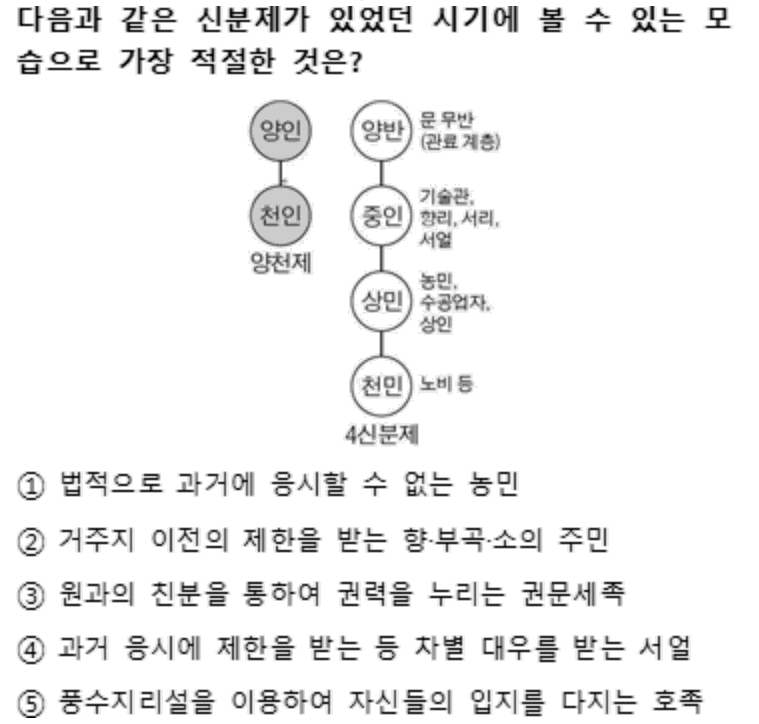 다음과 같은 신분제가 있었던 시기에 볼 수 있는 모
습으로 가장 적절한 것은?
양인
천인
양천제
양반
문 무반
(관료 계층)
중인
기술관,
향리, 서리,
서얼
상민
농민,
수공업자,
상인
천민
노비 등
4신분제
① 법적으로 과거에 응시할 수 없는 농민
② 거주지 이전의 제한을 받는 향·부곡·소의 주민
③ 원과의 친분을 통하여 권력을 누리는 권문세족
④ 과거 응시에 제한을 받는 등 차별 대우를 받는 서얼
⑤ 풍수지리설을 이용하여 자신들의 입지를 다지는 호족